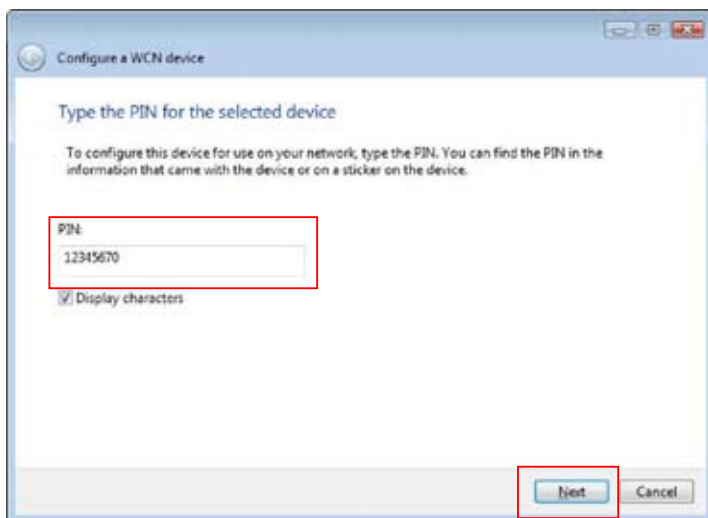 Configure a WCN device
Type the PIN for the selected device
To configure this device for use on your network, type the PIN. You can find the PIN in the
information that came with the device or on a sticker on the device.
PIN:
12345670
Display characters
Next
Cancel